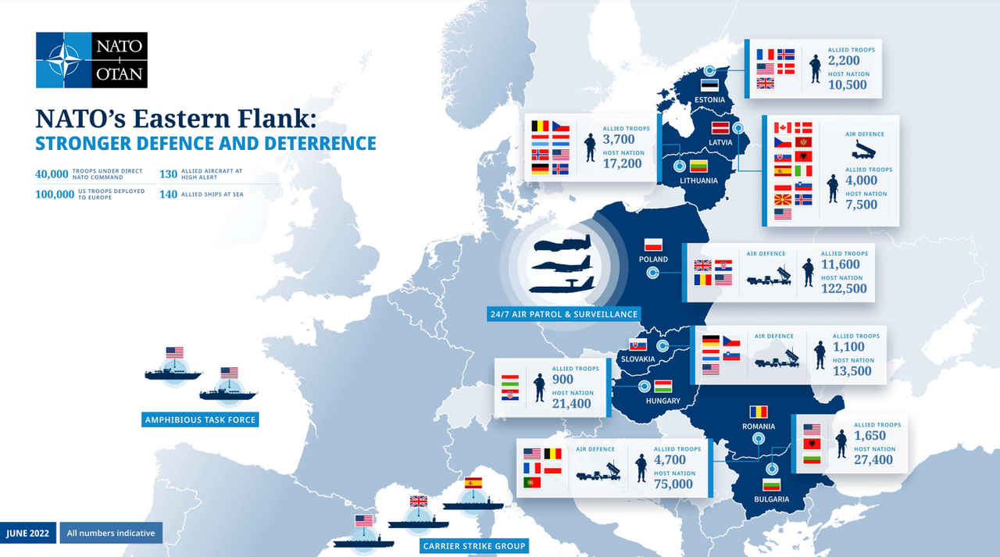 NATO
OTAN
NATO’s Eastern Flank:
STRONGER DEFENCE AND DETERRENCE
40,000 TROOPS UNDER DIRECT
NATO COMMAND
130 ALLIED AIRCRAFT AT
HIGH ALERT
100,000 US TROOPS DEPLOYED
TO EUROPE
140 ALLIED SHIPS AT SEA
ESTONIA
ALLIED TROOPS
2,200
HOST NATION
10,500
LATVIA
AIR DEFENCE
ALLIED TROOPS
4,000
HOST NATION
7,500
LITHUANIA
ALLIED TROOPS
3,700
HOST NATION
17,200
POLAND
AIR DEFENCE
ALLIED TROOPS
11,600
HOST NATION
122,500
24/7 AIR PATROL & SURVEILLANCE
SLOVAKIA
AIR DEFENCE
ALLIED TROOPS
1,100
HOST NATION
13,500
HUNGARY
ALLIED TROOPS
900
HOST NATION
21,400
ROMANIA
AIR DEFENCE
ALLIED TROOPS
4,700
HOST NATION
75,000
BULGARIA
ALLIED TROOPS
1,650
HOST NATION
27,400
AMPHIBIOUS TASK FORCE
CARRIER STRIKE GROUP
JUNE 2022
All numbers indicative